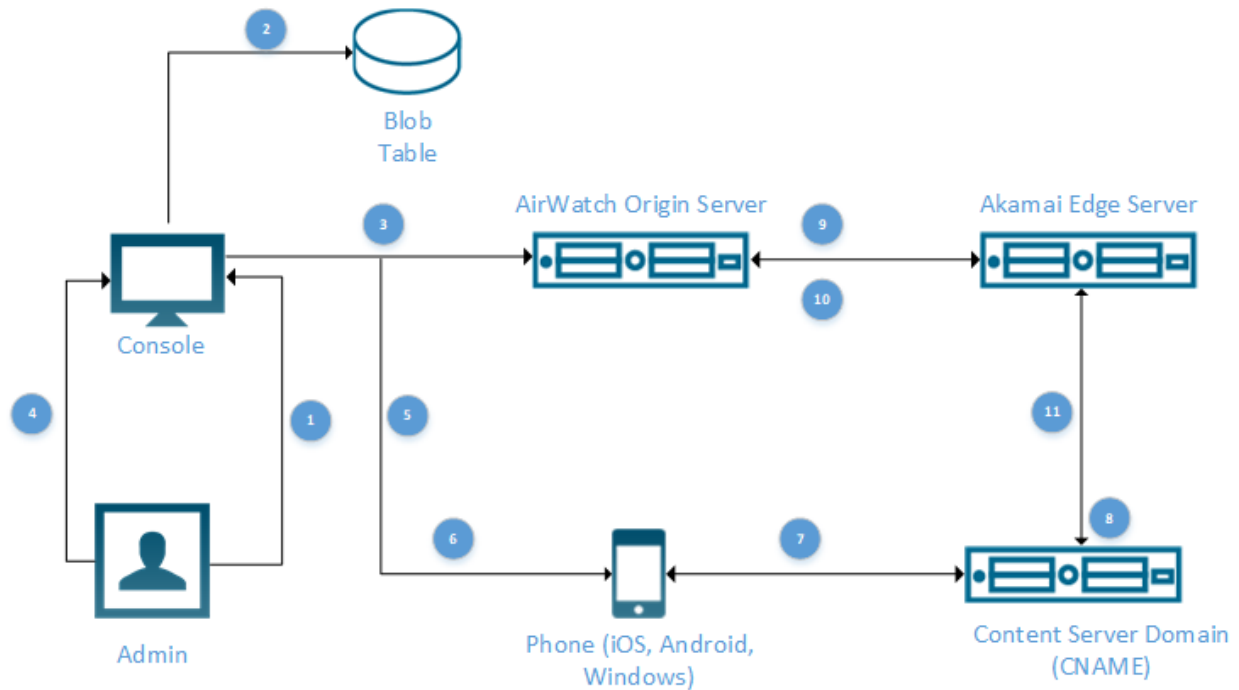 2
Blob
Table
3
AirWatch Origin Server
9
Akamai Edge Server
10
Console
4
1
5
11
6
7
8
Admin
Phone (iOS, Android,
Windows)
Content Server Domain
(CNAME)